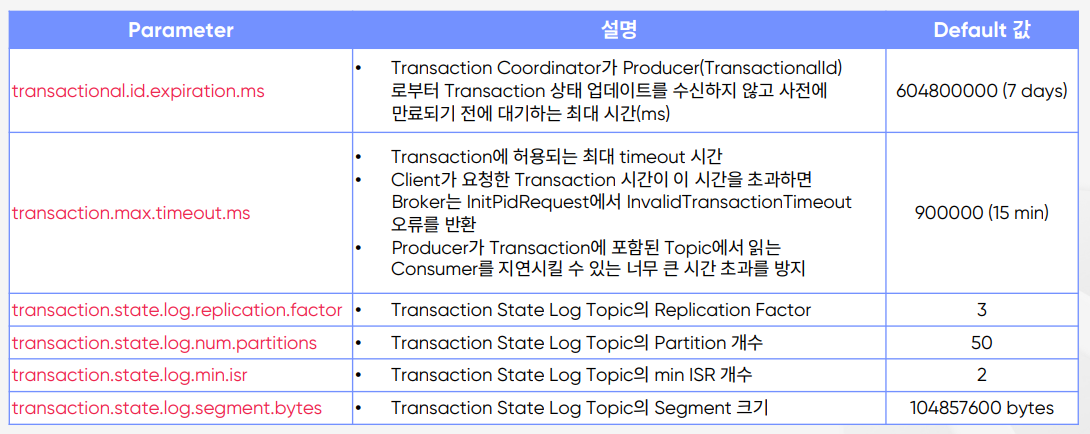 Parameter 설명 Default 값
transactional.id.expiration.ms
• Transaction Coordinator가 Producer(TransactionalId)
로부터 Transaction 상태 업데이트를 수신하지 않고 사전에
만료되기 전에 대기하는 최대 시간(ms)
604800000 (7 days)
transaction.max.timeout.ms
• Transaction에 허용되는 최대 timeout 시간
• Client가 요청한 Transaction 시간이 이 시간을 초과하면
Broker는 InitPidRequest에서 InvalidTransactionTimeout
오류를 반환
• Producer가 Transaction에 포함된 Topic에서 읽는
Consumer를 지연시킬 수 있는 너무 큰 시간 초과를 방지
900000 (15 min)
transaction.state.log.replication.factor • Transaction State Log Topic의 Replication Factor 3
transaction.state.log.num.partitions • Transaction State Log Topic의 Partition 개수 50
transaction.state.log.min.isr • Transaction State Log Topic의 min ISR 개수 2
transaction.state.log.segment.bytes • Transaction State Log Topic의 Segment 크기 104857600 bytes